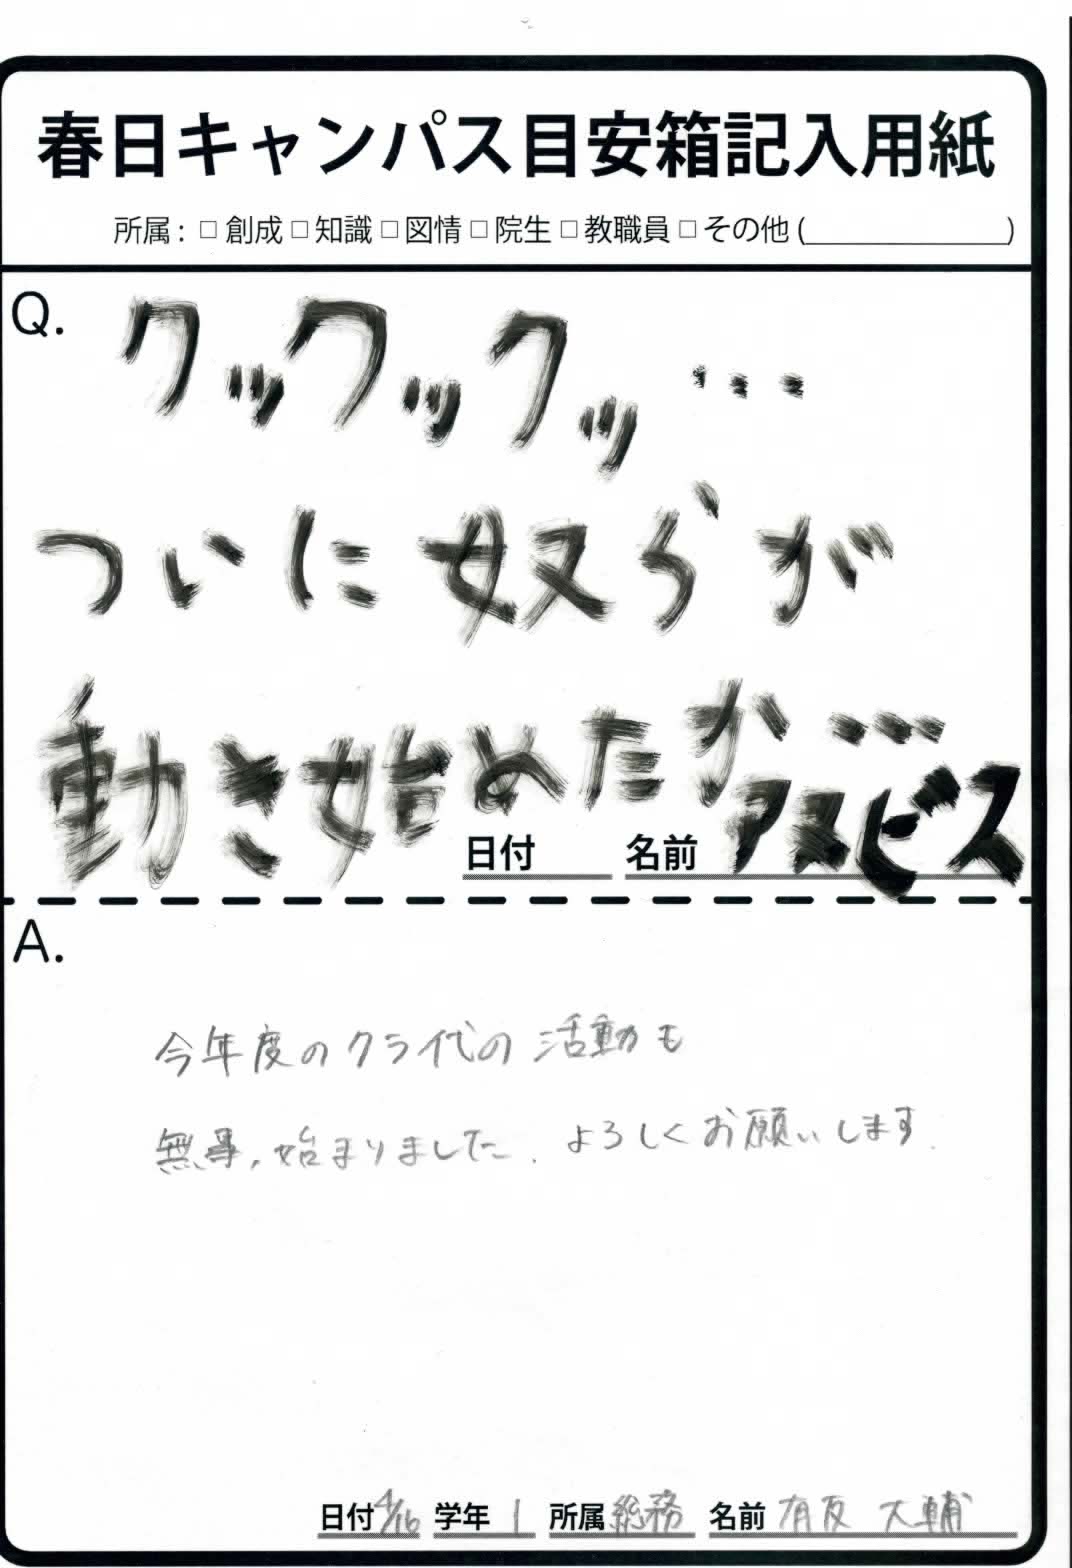 春日キャンパス目安箱記入用紙
所属：□ 創成 □ 知識 □ 図情 □ 院生 □ 教職員 □ その他 ( )
Q.
クックックッ…
ついに奴らが
動き始めたか…
日付 名前 アヌビス
A.
今年度のクラ代の活動も
無事、始まりました. よろしくお願いします.
日付 4/16 学年 1 所属 総務 名前 有友 大輔